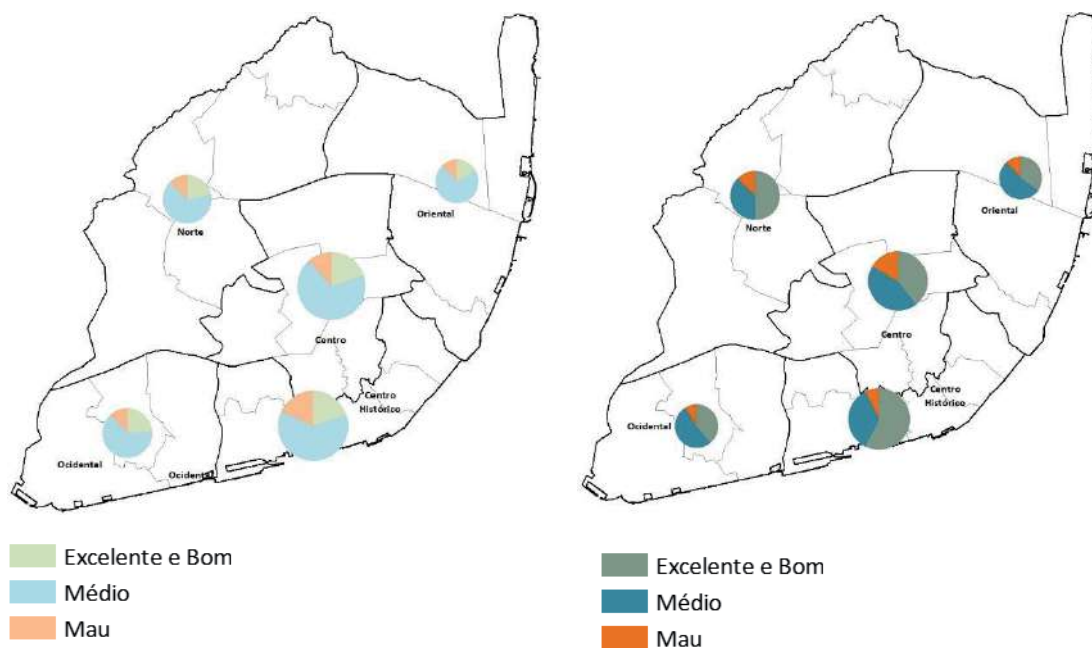 Oriental
Norte
Centro
Centro
Histórico
Ocidental
Ocidental
Excelente e Bom
Médio
Mau
Oriental
Norte
Centro
Centro
Histórico
Ocidental
Excelente e Bom
Médio
Mau